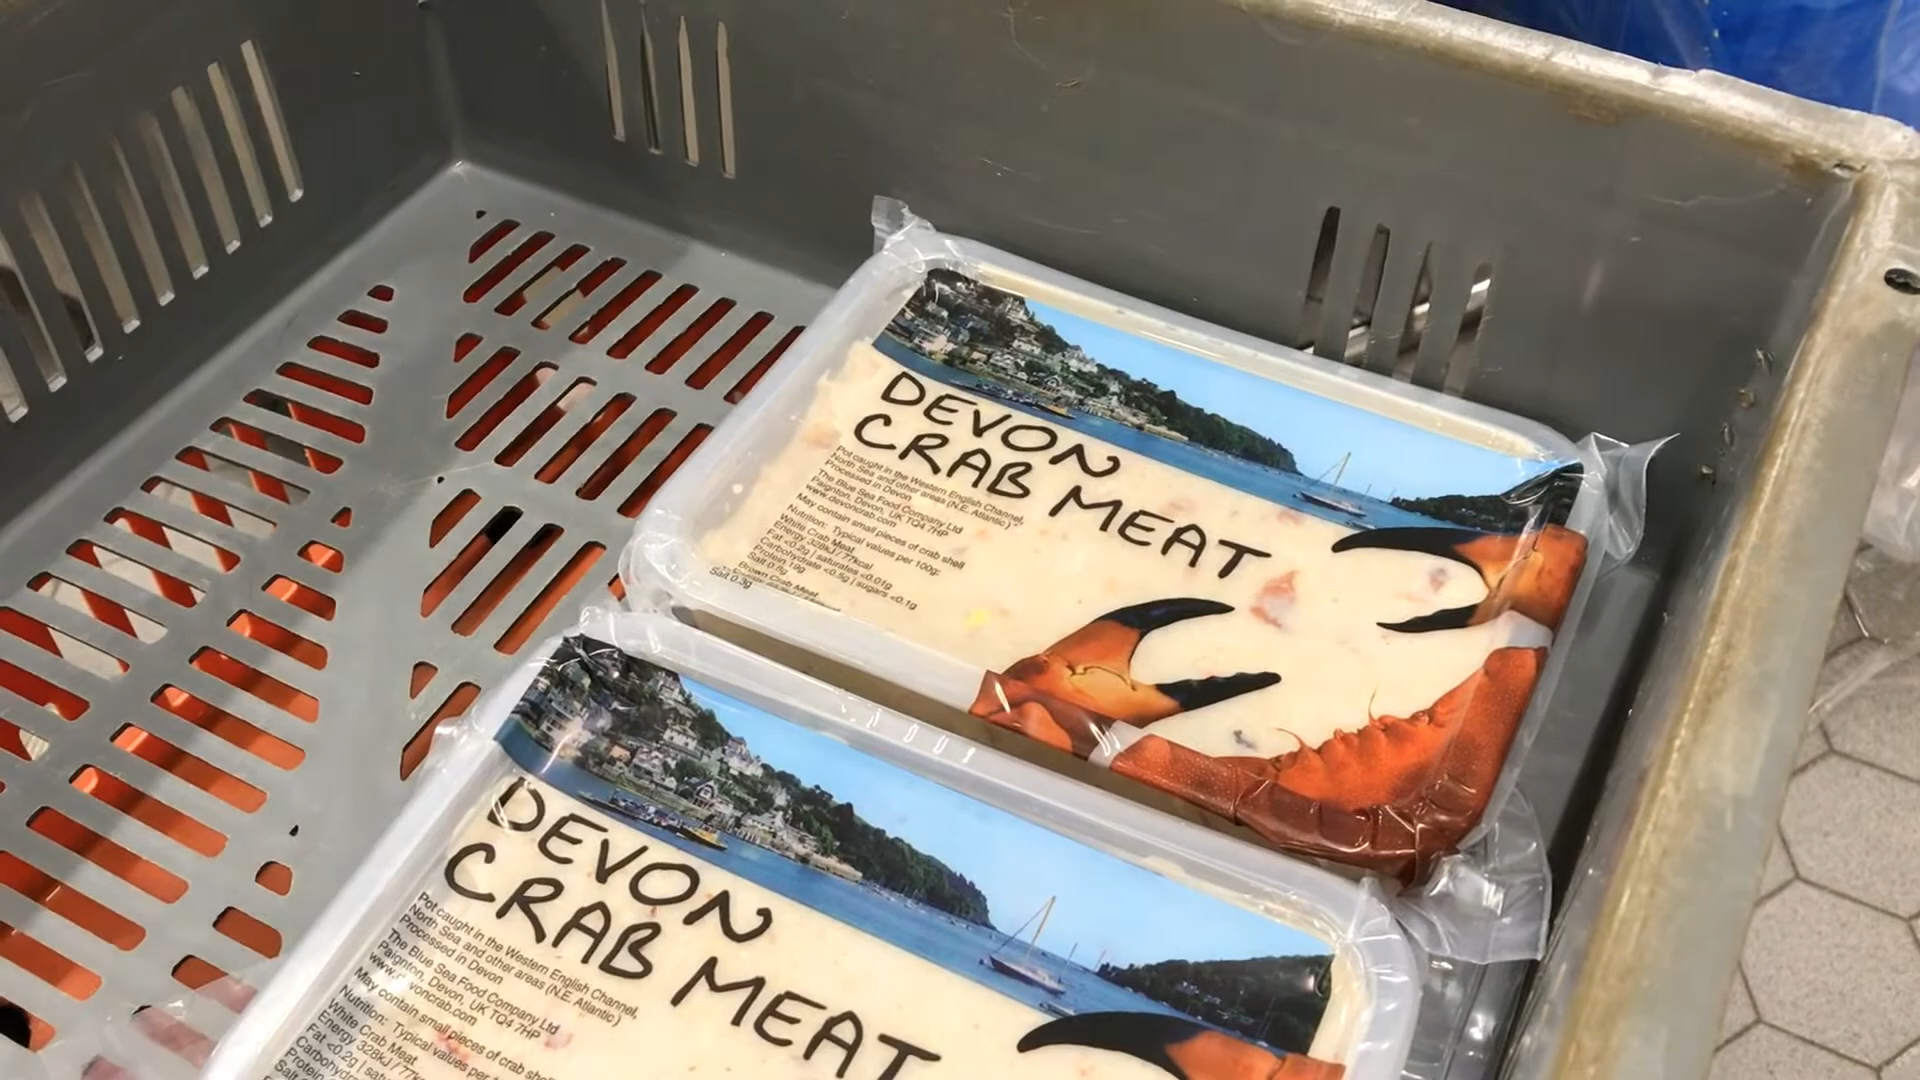 DEVON
CRAB MEAT
Pot caught in the Western English Channel,
North Sea and other areas (N.E. Atlantic)
Processed in Devon
The Blue Sea Food Company Ltd
Paignton, Devon, UK TQ4 7HP
www.devoncrab.com
May contain small pieces of crab shell
Nutrition: Typical values per 100g:
White Crab Meat
Energy 328kJ / 77kcal
Fat <0.2g | saturates <0.01g
Carbohydrate <0.5g | sugars <0.1g
Protein 19g
Salt 0.6g
Brown Crab Meat
Salt 0.3g
DEVON
CRAB MEAT
Pot caught in the Western English Channel,
North Sea and other areas (N.E. Atlantic)
Processed in Devon
The Blue Sea Food Company Ltd
Paignton, Devon, UK TQ4 7HP
May contain small pieces of crab
Nutrition: Typical values per
White Crab Meat
Energy 328kJ /
Fat <0.2g |